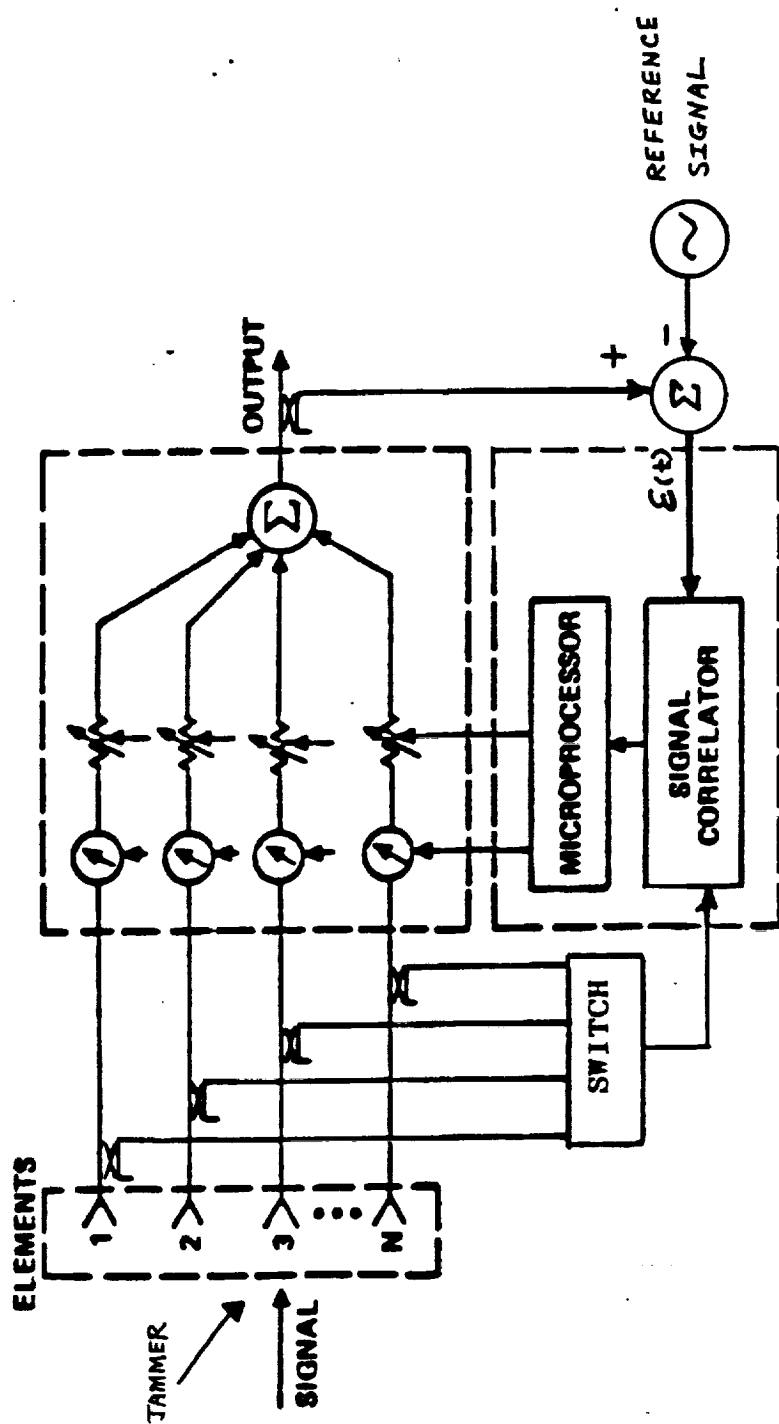 ELEMENTS
JAMMER
SIGNAL
1
2
3
N
SWITCH
MICROPROCESSOR
SIGNAL
CORRELATOR
Σ
OUTPUT
ε(t)
Σ
+
-
REFERENCE
SIGNAL